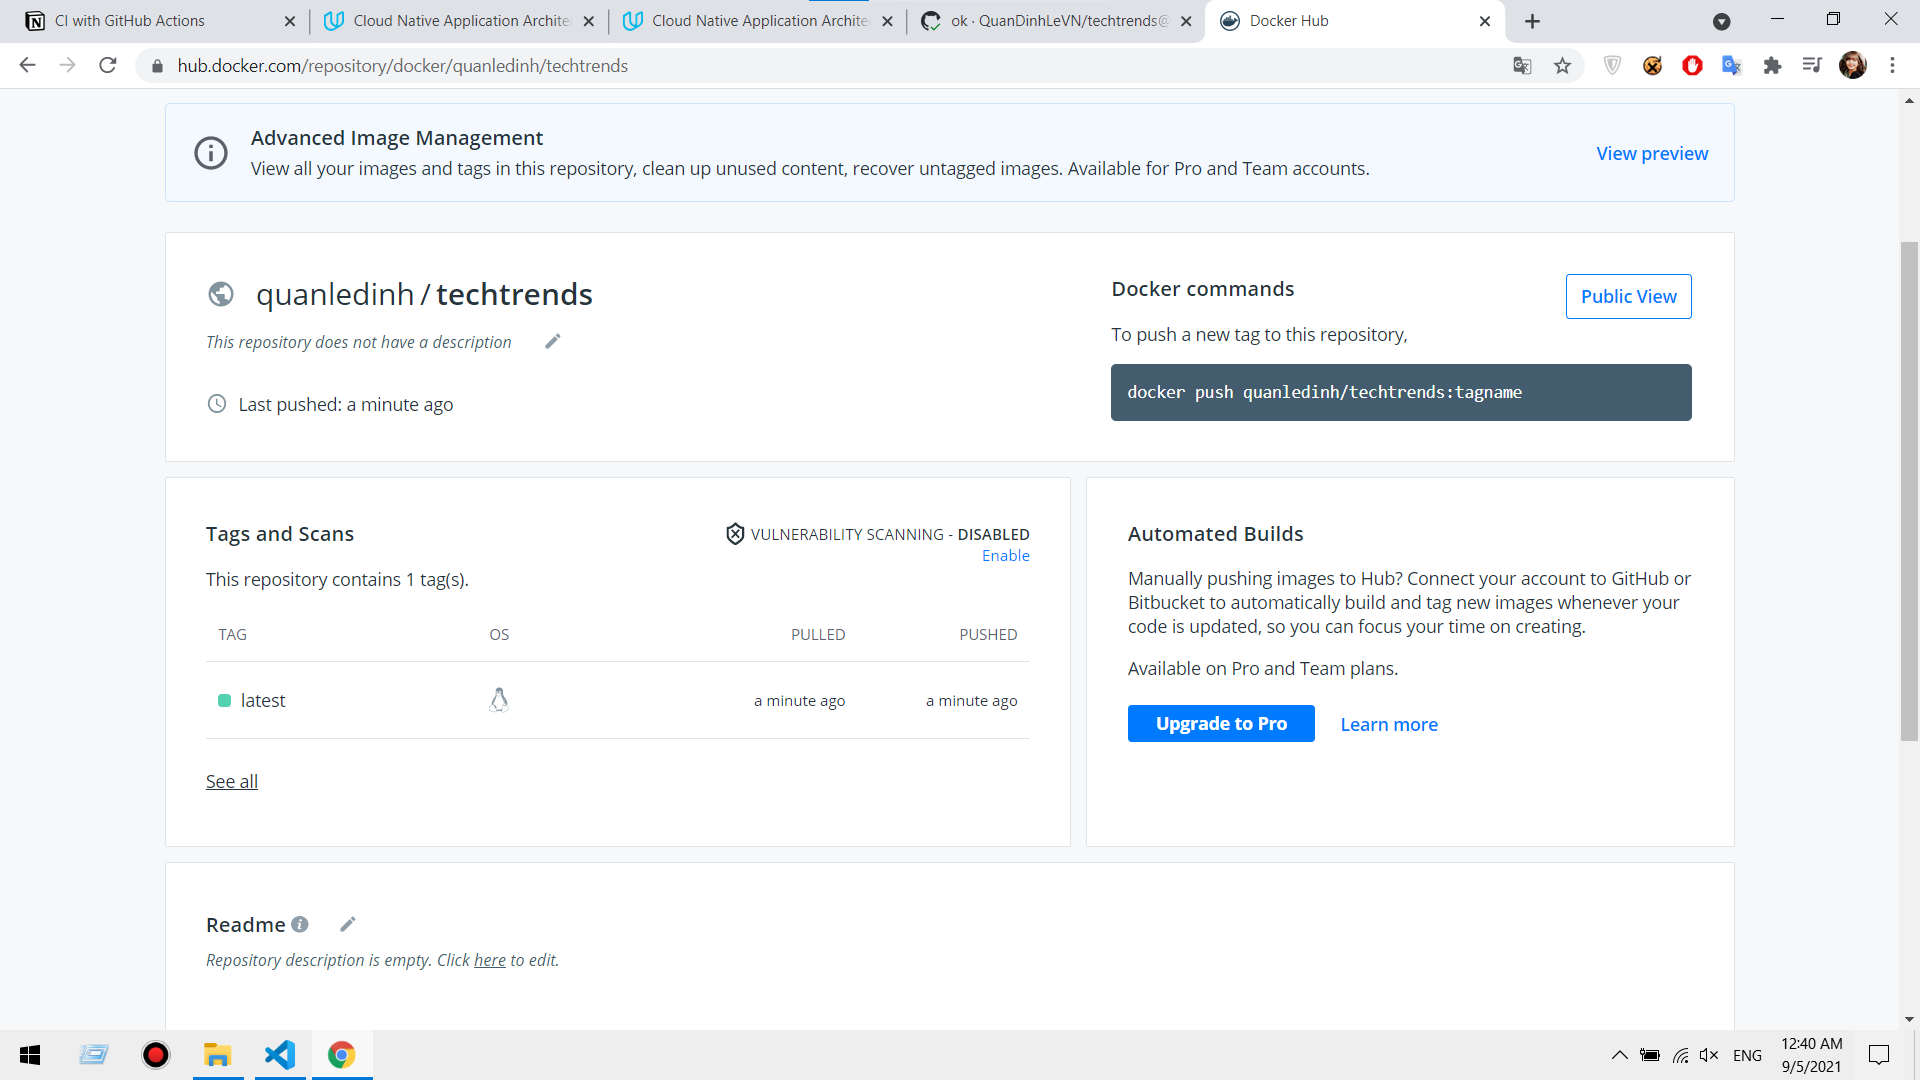 CI with GitHub Actions
Cloud Native Application Archite
Cloud Native Application Archite
ok · QuanDinhLeVN/techtrends@
Docker Hub
hub.docker.com/repository/docker/quanledinh/techtrends
Advanced Image Management
View all your images and tags in this repository, clean up unused content, recover untagged images. Available for Pro and Team accounts.
View preview
quanledinh / techtrends
This repository does not have a description
Last pushed: a minute ago
Docker commands
Public View
To push a new tag to this repository,
docker push quanledinh/techtrends:tagname
Tags and Scans
VULNERABILITY SCANNING - DISABLED
Enable
This repository contains 1 tag(s).
TAG OS PULLED PUSHED
latest a minute ago a minute ago
See all
Automated Builds
Manually pushing images to Hub? Connect your account to GitHub or
Bitbucket to automatically build and tag new images whenever your
code is updated, so you can focus your time on creating.
Available on Pro and Team plans.
Upgrade to Pro Learn more
Readme
Repository description is empty. Click here to edit.
ENG
12:40 AM
9/5/2021